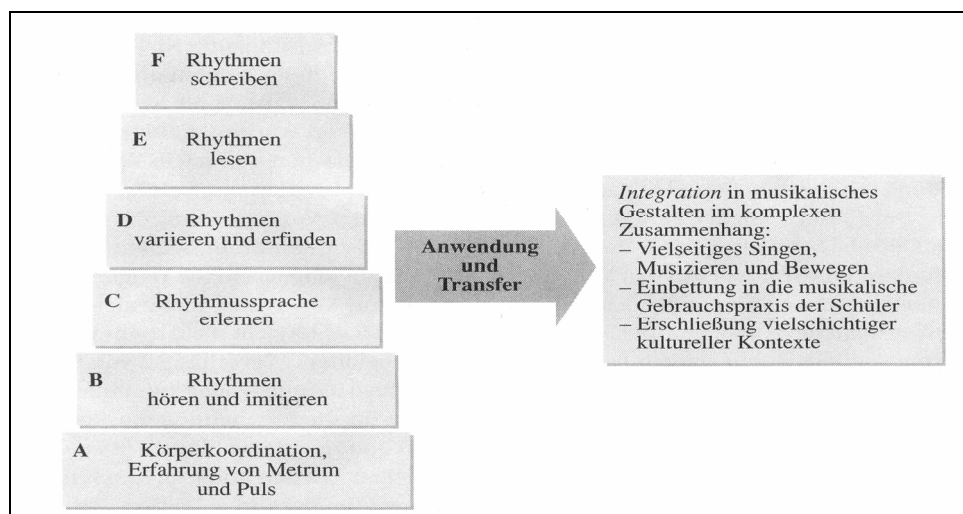 F Rhythmen
schreiben
E Rhythmen
lesen
D Rhythmen
variieren und erfinden
C Rhythmussprache
erlernen
B Rhythmen
hören und imitieren
A Körperkoordination,
Erfahrung von Metrum
und Puls
Anwendung
und
Transfer
Integration in musikalisches
Gestalten im komplexen
Zusammenhang:
– Vielseitiges Singen,
Musizieren und Bewegen
– Einbettung in die musikalische
Gebrauchspraxis der Schüler
– Erschließung vielschichtiger
kultureller Kontexte